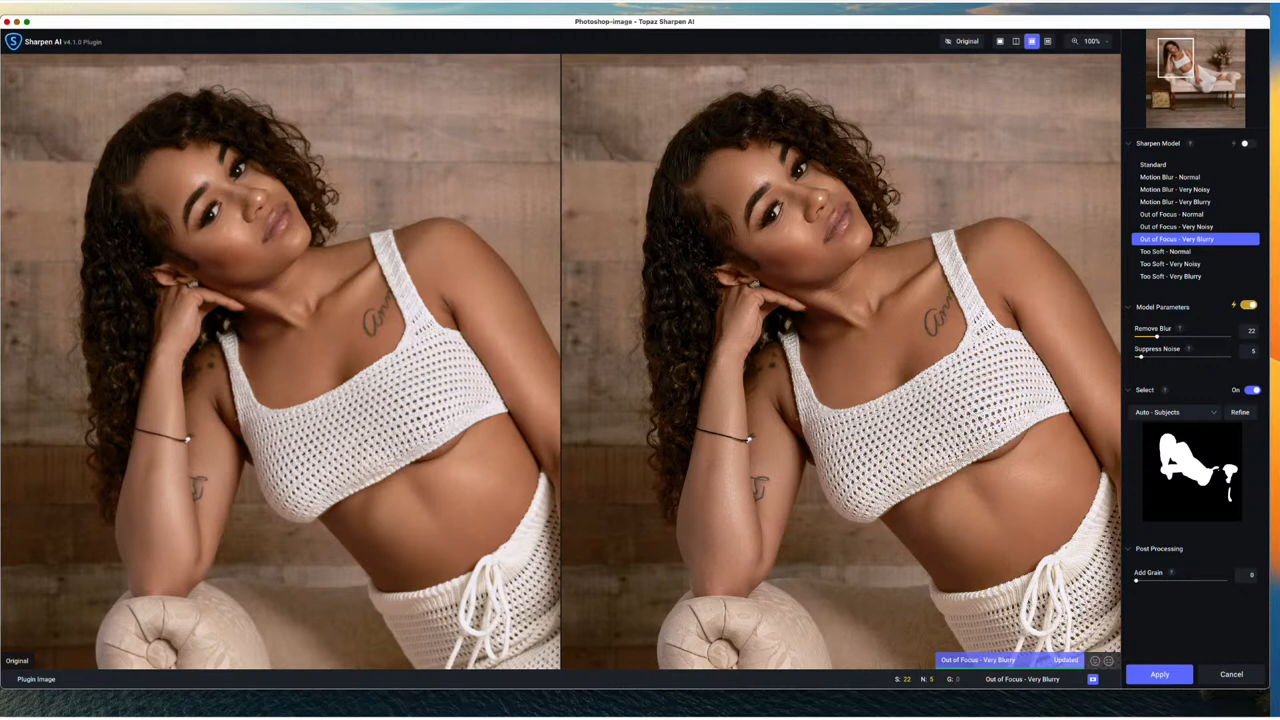 Photoshop-image - Topaz Sharpen AI
Sharpen AI v4.1.0 Plugin
Original
100%
Sharpen Model ?
Standard
Motion Blur - Normal
Motion Blur - Very Noisy
Motion Blur - Very Blurry
Out of Focus - Normal
Out of Focus - Very Noisy
Out of Focus - Very Blurry
Too Soft - Normal
Too Soft - Very Noisy
Too Soft - Very Blurry
Model Parameters
Remove Blur ? 22
Suppress Noise ? 5
Select ? On
Auto - Subjects Refine
Post Processing
Add Grain ? 0
Original
Out of Focus - Very Blurry Updated
Plugin Image
S: 22 N: 5 G: 0 Out of Focus - Very Blurry
Apply Cancel